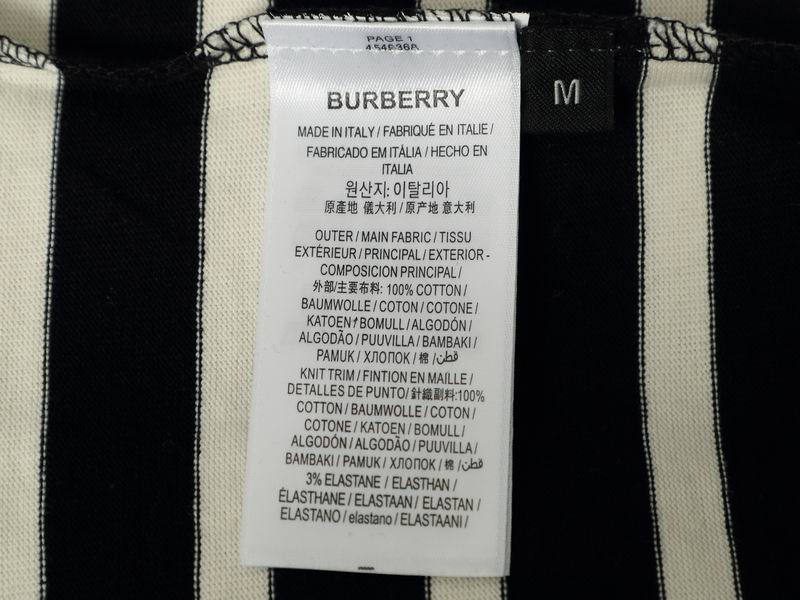 PAGE 1
4546368
BURBERRY
M
MADE IN ITALY / FABRIQUÉ EN ITALIE /
FABRICADO EM ITÁLIA / HECHO EN
ITALIA
원산지: 이탈리아
原產地 儀大利 / 原产地 意大利
OUTER / MAIN FABRIC / TISSU
EXTÉRIEUR / PRINCIPAL / EXTERIOR -
COMPOSICION PRINCIPAL /
外部/主要布料: 100% COTTON /
BAUMWOLLE / COTON / COTONE /
KATOEN / BOMULL / ALGODÓN /
ALGODÃO / PUUVILLA / BAMBAKI /
PAMUK / ХЛОПОК / 棉 / قطن
KNIT TRIM / FINTION EN MAILLE /
DETALLES DE PUNTO / 針織副料:100%
COTTON / BAUMWOLLE / COTON /
COTONE / KATOEN / BOMULL /
ALGODÓN / ALGODÃO / PUUVILLA /
BAMBAKI / PAMUK / ХЛОПОК / 棉 / قطن
3% ELASTANE / ELASTHAN /
ÉLASTHANE / ELASTAAN / ELASTAN /
ELASTANO / elastano / ELASTAANI /